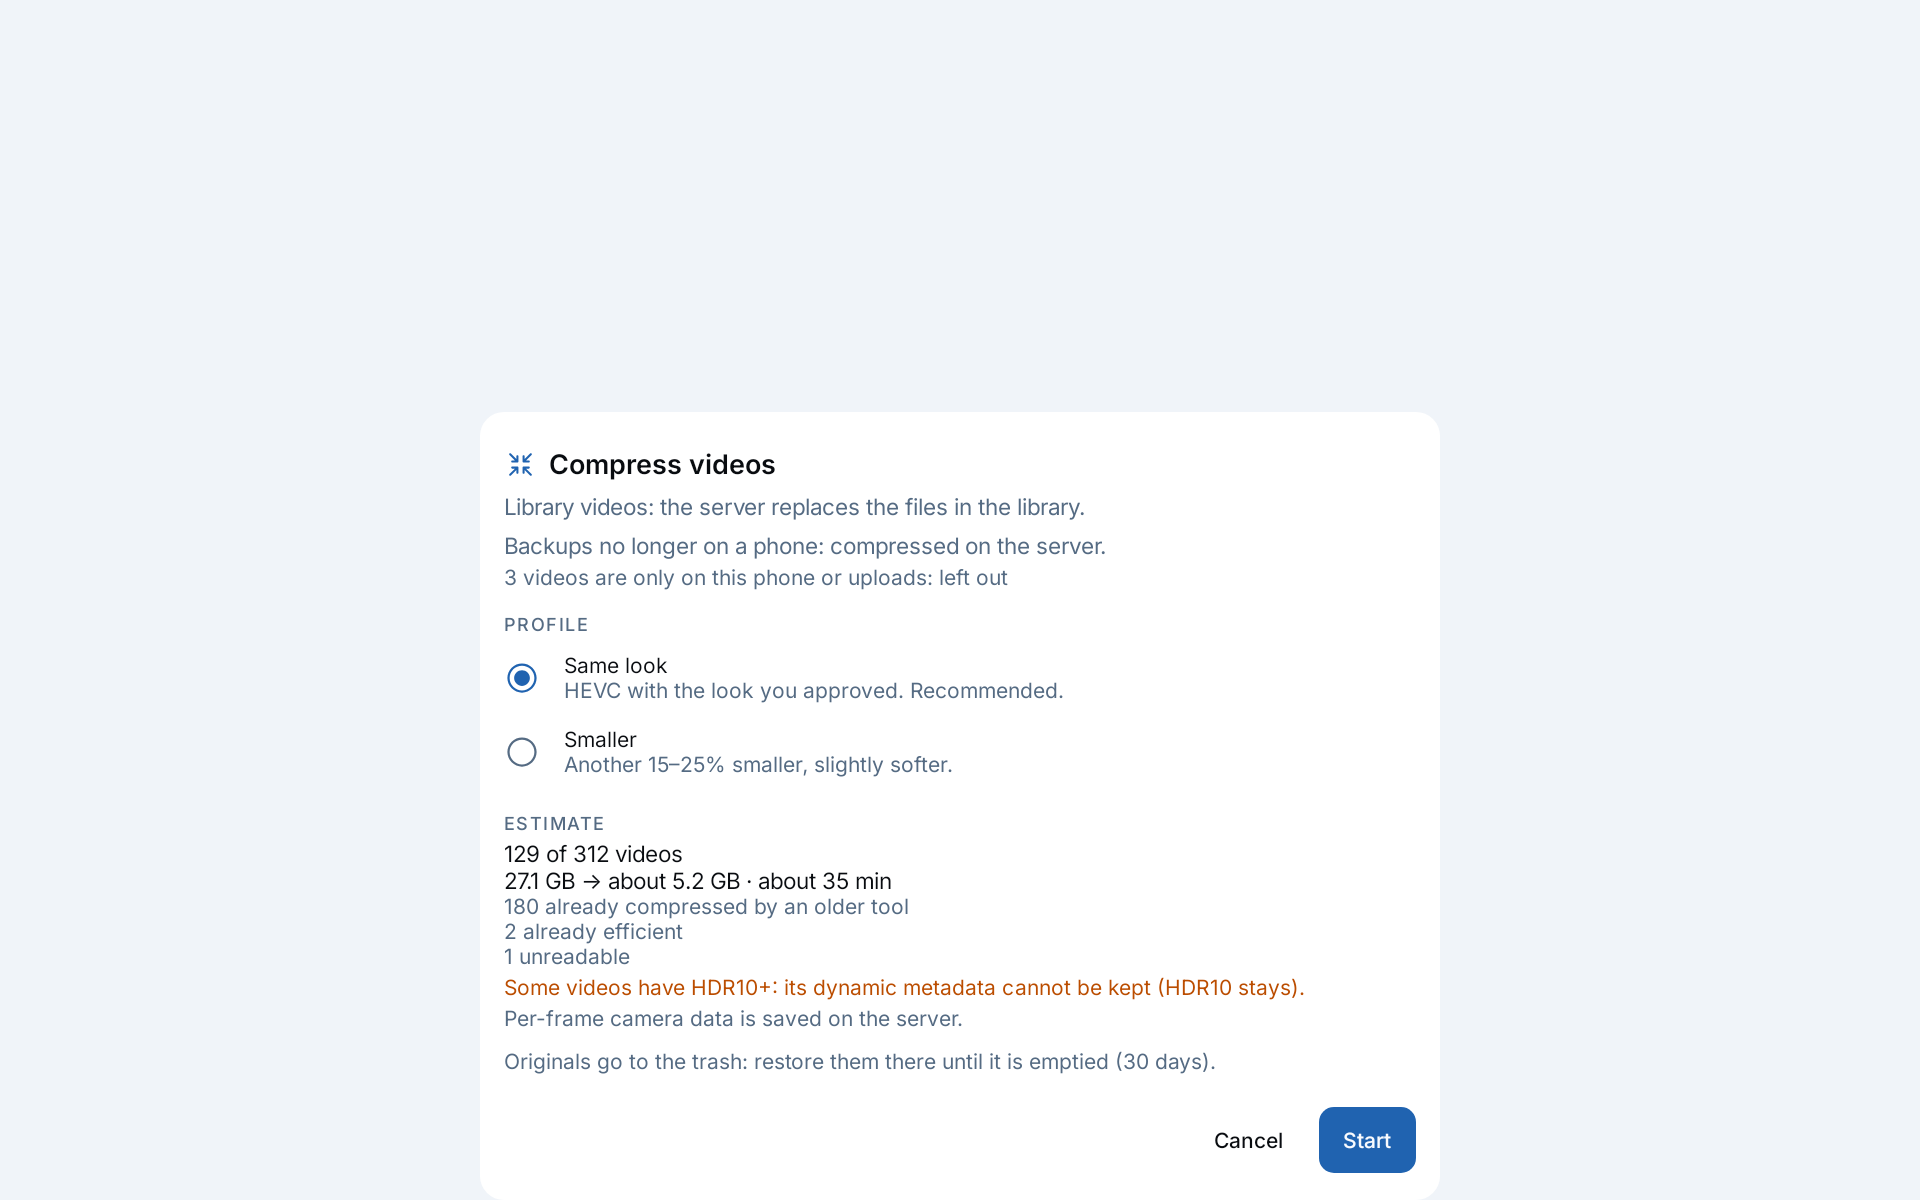 Compress videos
Library videos: the server replaces the files in the library.
Backups no longer on a phone: compressed on the server.
3 videos are only on this phone or uploads: left out
PROFILE
Same look
HEVC with the look you approved. Recommended.
Smaller
Another 15–25% smaller, slightly softer.
ESTIMATE
129 of 312 videos
27.1 GB → about 5.2 GB · about 35 min
180 already compressed by an older tool
2 already efficient
1 unreadable
Some videos have HDR10+: its dynamic metadata cannot be kept (HDR10 stays).
Per-frame camera data is saved on the server.
Originals go to the trash: restore them there until it is emptied (30 days).
Cancel
Start